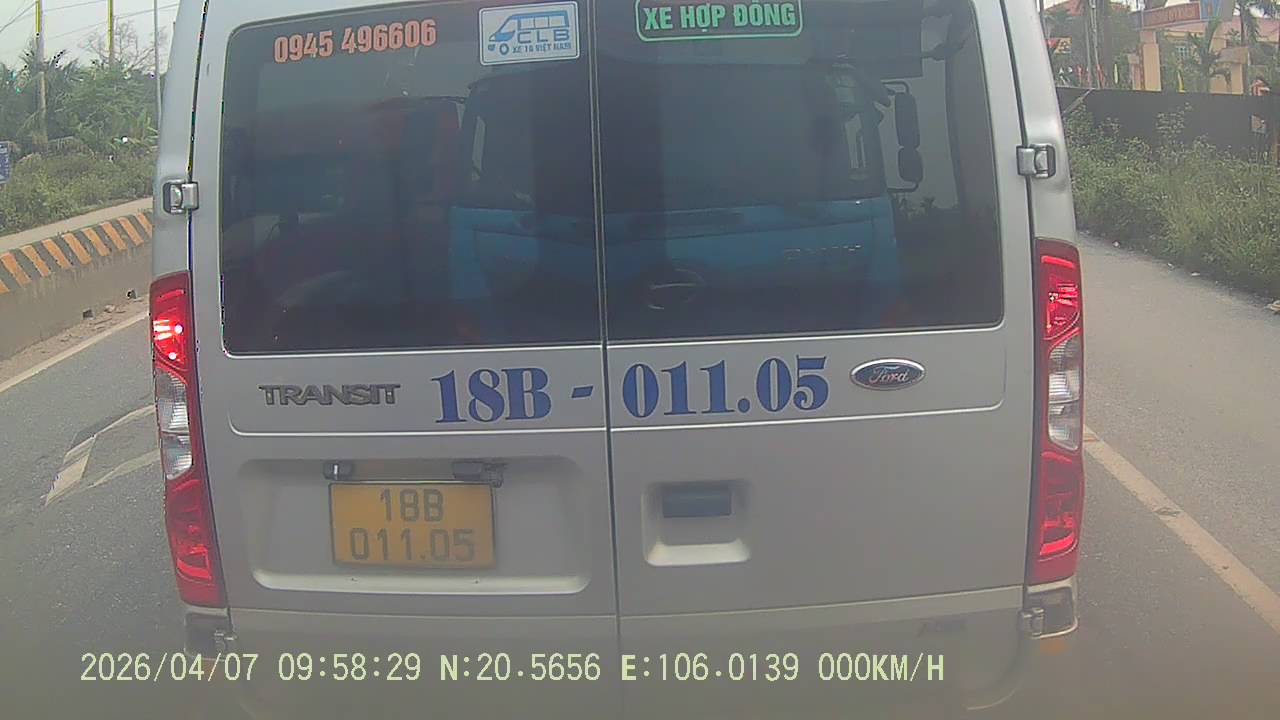 0945 496606
CLB
XE 16 VIỆT NAM
XE HỢP ĐỒNG
TRANSIT
18B - 011.05
Ford
18B
011.05
2026/04/07 09:58:29 N:20.5656 E:106.0139 000KM/H